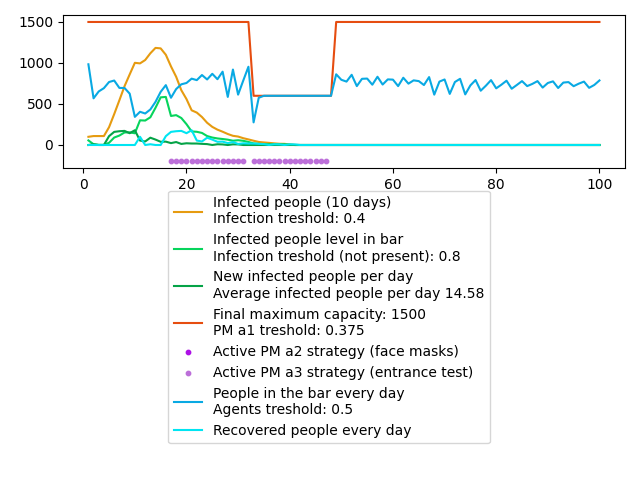 1500
1000
500
0
0 20 40 60 80 100
Infected people (10 days)
Infection treshold: 0.4
Infected people level in bar
Infection treshold (not present): 0.8
New infected people per day
Average infected people per day 14.58
Final maximum capacity: 1500
PM a1 treshold: 0.375
Active PM a2 strategy (face masks)
Active PM a3 strategy (entrance test)
People in the bar every day
Agents treshold: 0.5
Recovered people every day